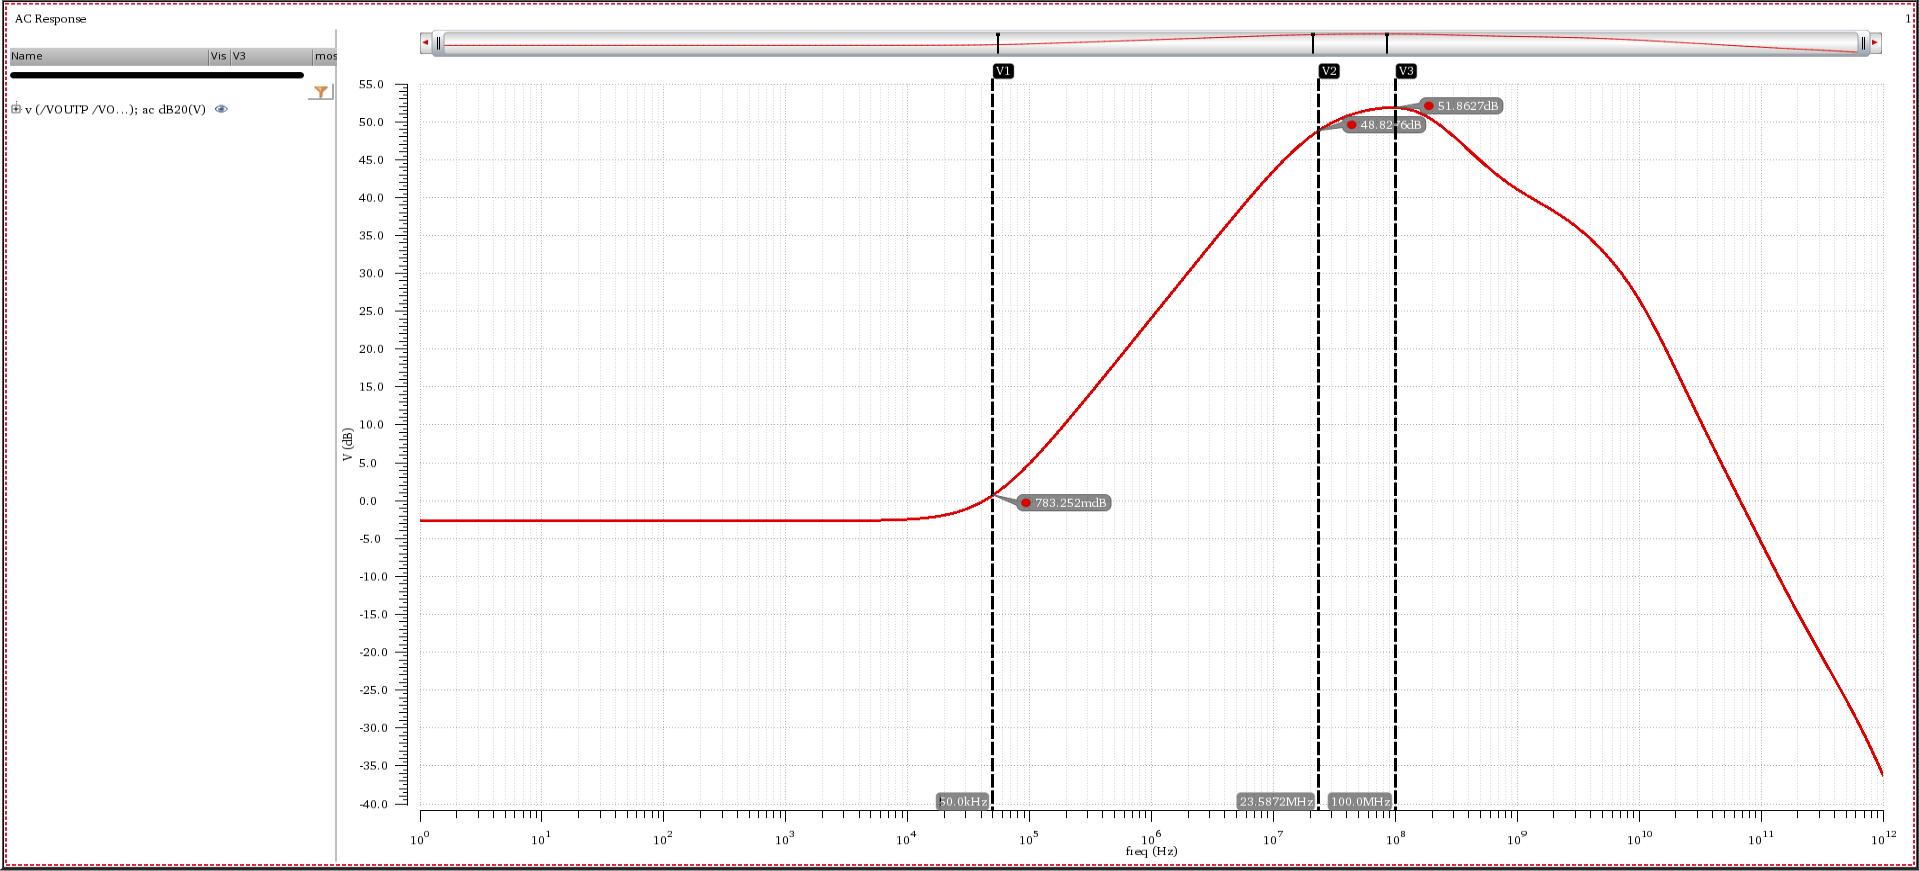 AC Response
1
Name Vis V3 mos
v (/VOUTP /VO...); ac dB20(V)
V1 V2 V3
55.0
50.0
45.0
40.0
35.0
30.0
25.0
20.0
15.0
10.0
5.0
0.0
-5.0
-10.0
-15.0
-20.0
-25.0
-30.0
-35.0
-40.0
V (dB)
51.8627dB
783.252mdB
50.0kHz 23.5872MHz 100.0MHz
10⁰ 10¹ 10² 10³ 10⁴ 10⁵ 10⁶ 10⁷ 10⁸ 10⁹ 10¹⁰ 10¹¹ 10¹²
freq (Hz)